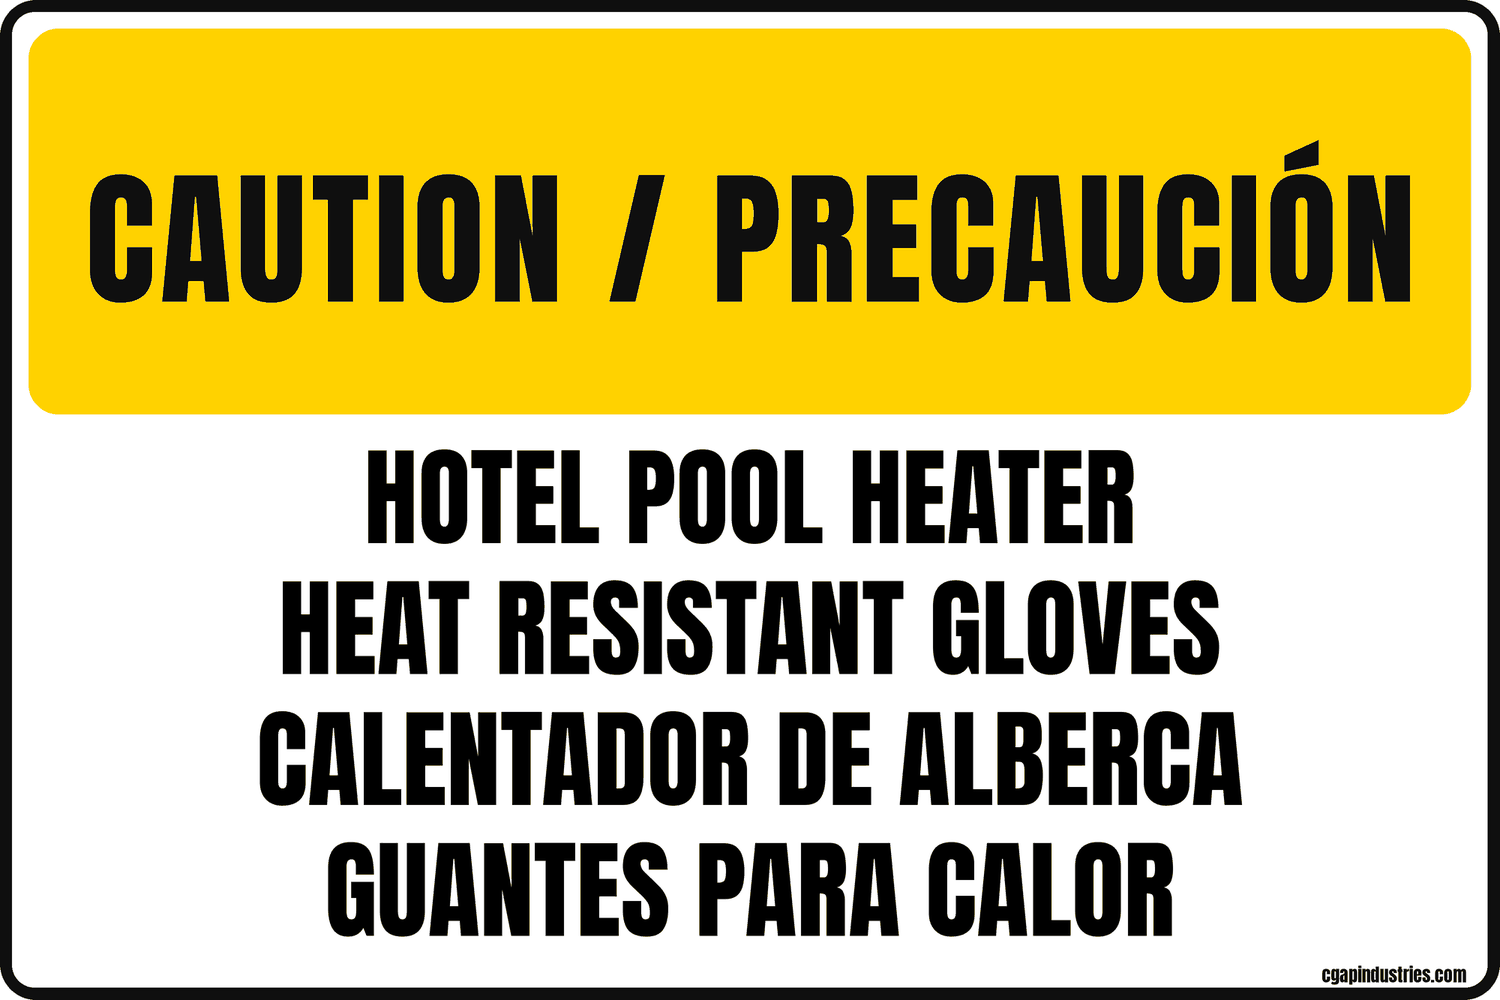 CAUTION / PRECAUCIÓN
HOTEL POOL HEATER
HEAT RESISTANT GLOVES
CALENTADOR DE ALBERCA
GUANTES PARA CALOR
cgapindustries.com